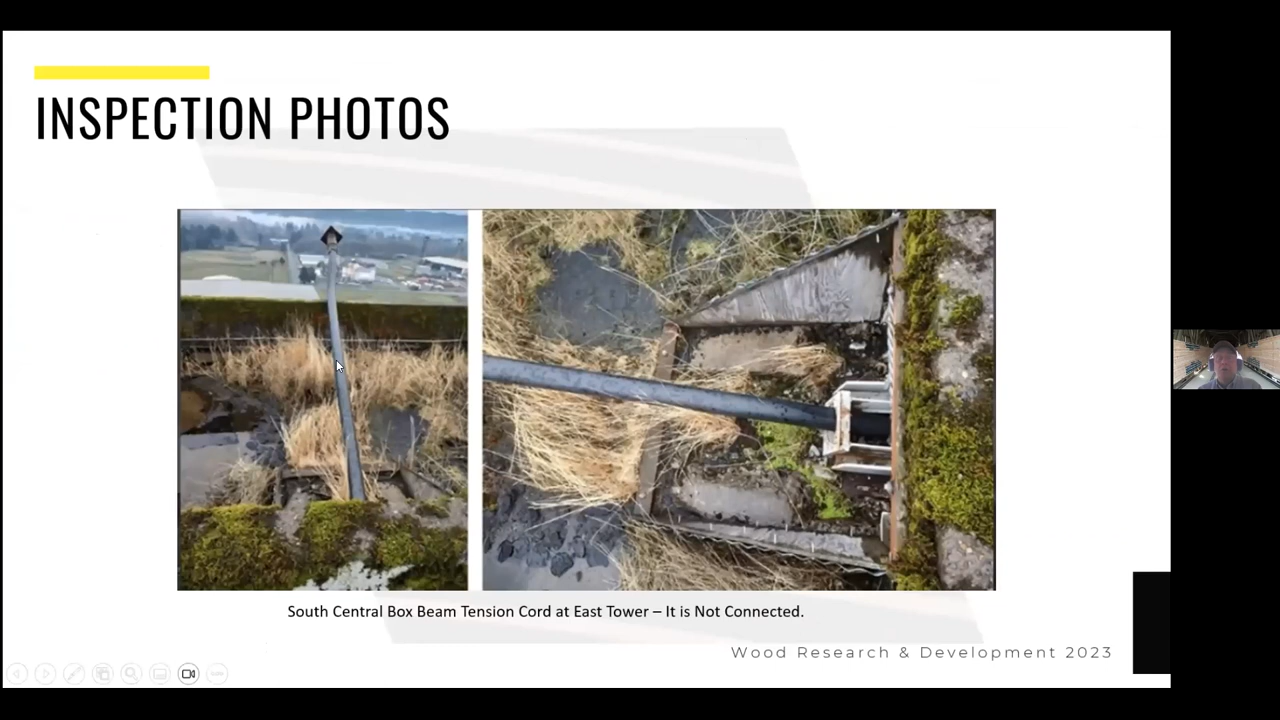 INSPECTION PHOTOS
South Central Box Beam Tension Cord at East Tower – It is Not Connected.
Wood Research & Development 2023